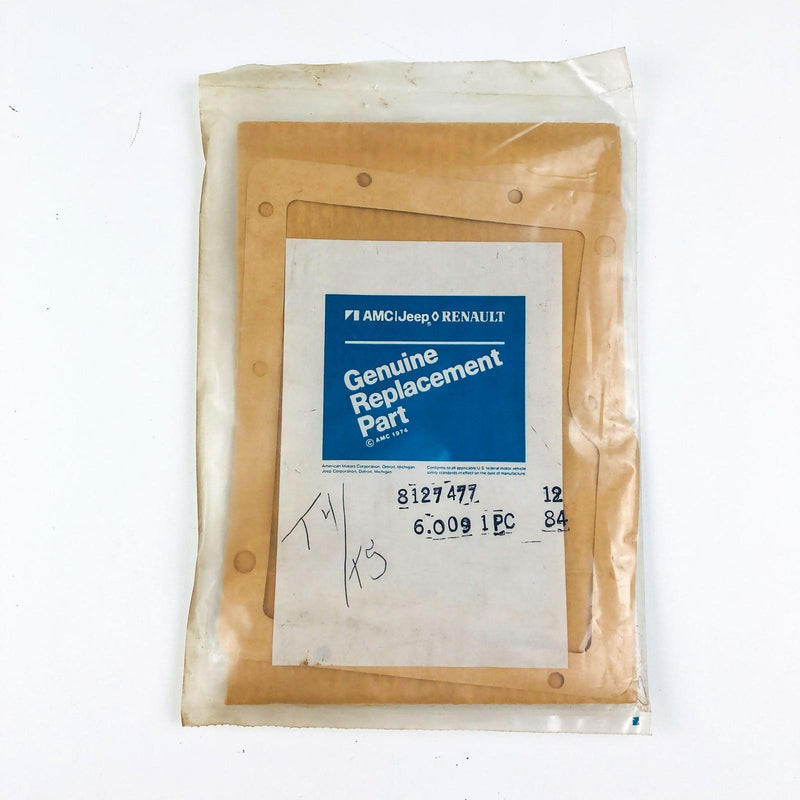 AMC|Jeep® ◊ RENAULT
Genuine
Replacement
Part
© AMC 1974
American Motors Corporation, Detroit, Michigan
Jeep Corporation, Detroit, Michigan
Conforms to all applicable U.S. federal motor vehicle
safety standards in effect on the date of manufacture.
8127477 12
6.009 1PC 84
T4/
T5